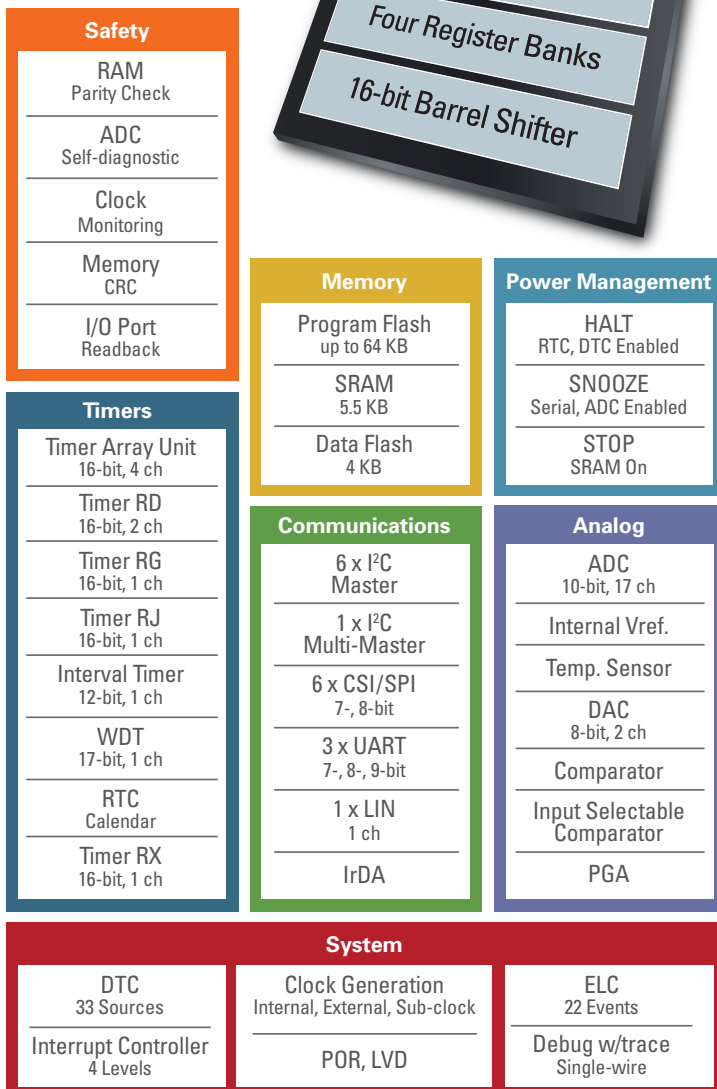 Four Register Banks
16-bit Barrel Shifter
Safety
RAM
Parity Check
ADC
Self-diagnostic
Clock
Monitoring
Memory
CRC
I/O Port
Readback
Memory
Program Flash
up to 64 KB
SRAM
5.5 KB
Data Flash
4 KB
Power Management
HALT
RTC, DTC Enabled
SNOOZE
Serial, ADC Enabled
STOP
SRAM On
Timers
Timer Array Unit
16-bit, 4 ch
Timer RD
16-bit, 2 ch
Timer RG
16-bit, 1 ch
Timer RJ
16-bit, 1 ch
Interval Timer
12-bit, 1 ch
WDT
17-bit, 1 ch
RTC
Calendar
Timer RX
16-bit, 1 ch
Communications
6 x I²C
Master
1 x I²C
Multi-Master
6 x CSI/SPI
7-, 8-bit
3 x UART
7-, 8-, 9-bit
1 x LIN
1 ch
IrDA
Analog
ADC
10-bit, 17 ch
Internal Vref.
Temp. Sensor
DAC
8-bit, 2 ch
Comparator
Input Selectable
Comparator
PGA
System
DTC
33 Sources
Interrupt Controller
4 Levels
Clock Generation
Internal, External, Sub-clock
POR, LVD
ELC
22 Events
Debug w/trace
Single-wire